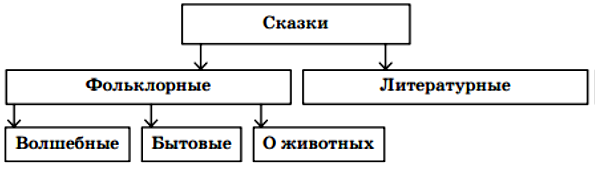 Сказки
Фольклорные
Литературные
Волшебные
Бытовые
О животных